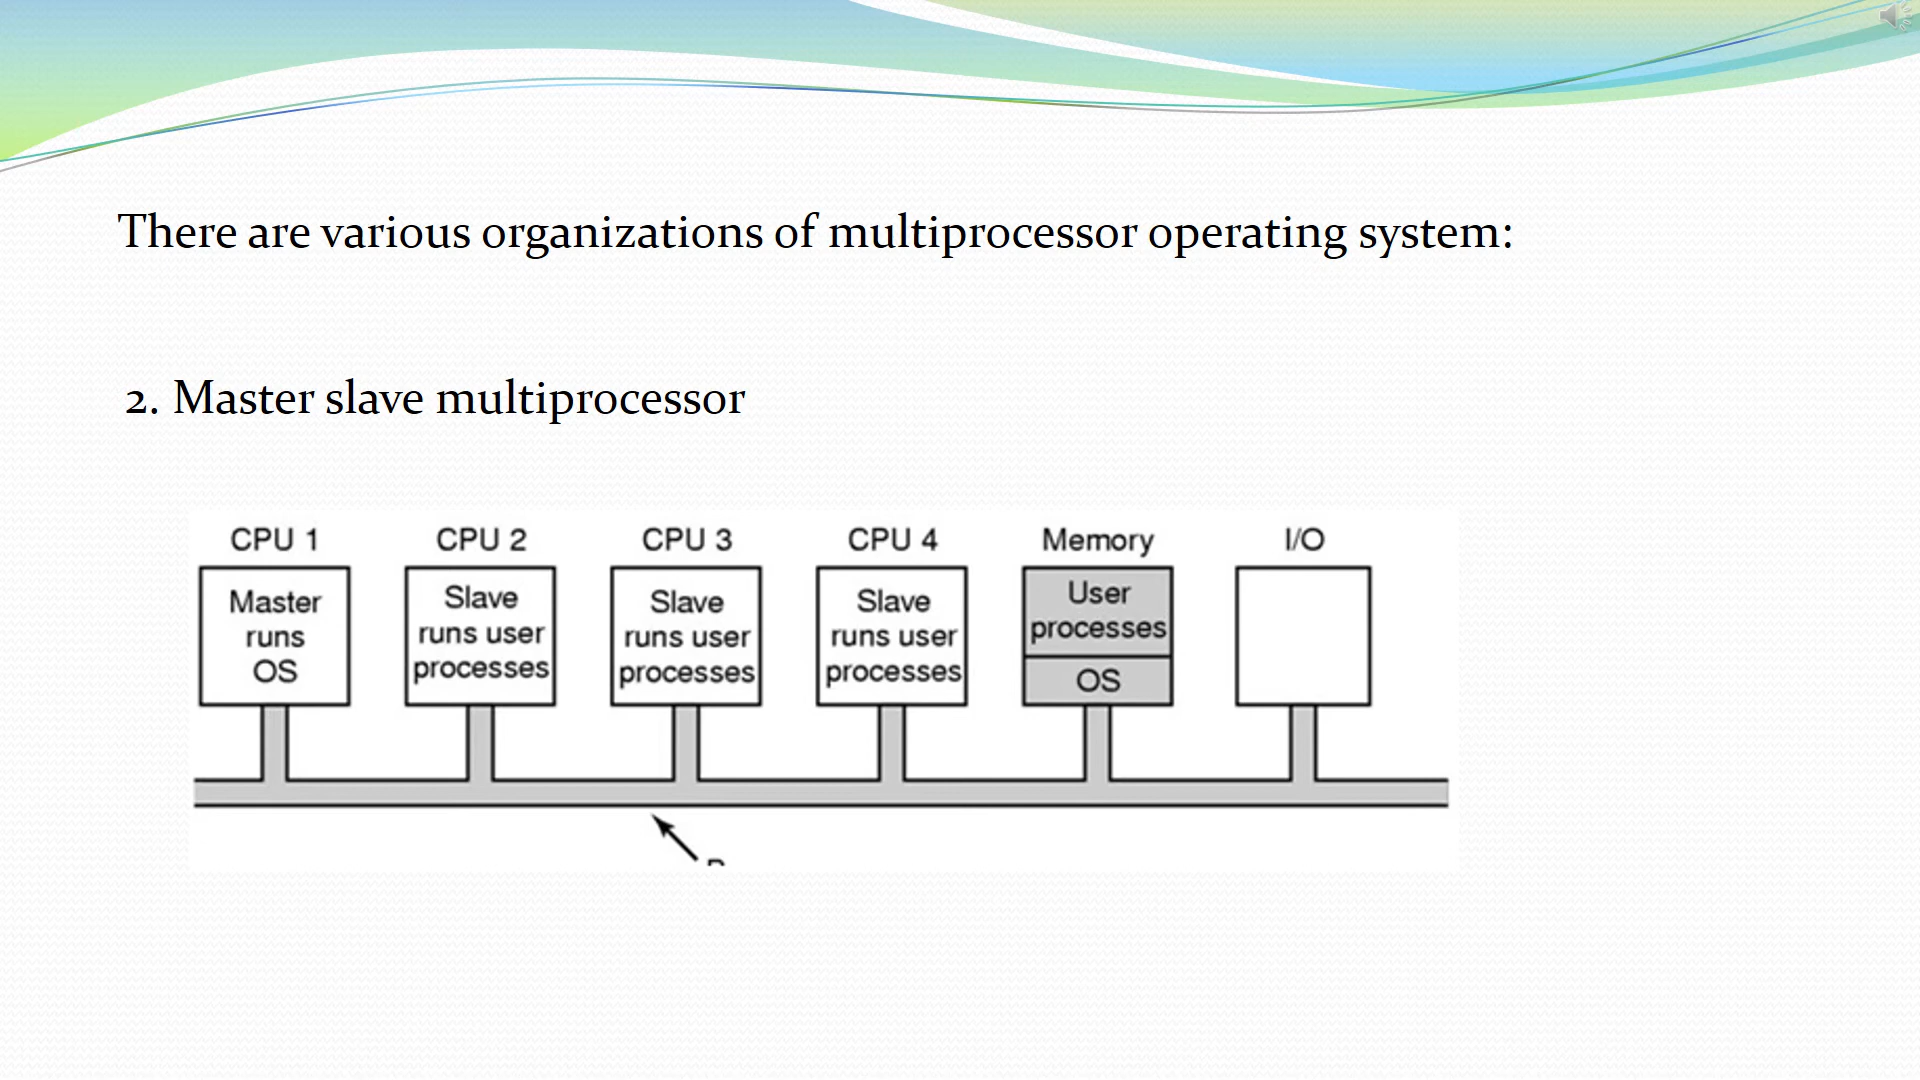 There are various organizations of multiprocessor operating system:
2. Master slave multiprocessor
CPU 1 CPU 2 CPU 3 CPU 4 Memory I/O
Master
runs
OS
Slave
runs user
processes
Slave
runs user
processes
Slave
runs user
processes
User
processes
OS